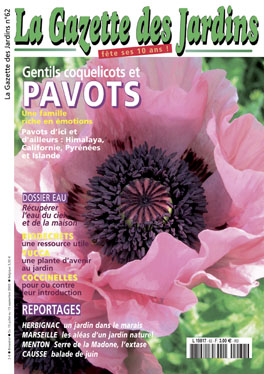 La Gazette des Jardins n°62
La Gazette des Jardins
fête ses 10 ans !
Gentils coquelicots et
PAVOTS
Une famille
riche en émotions
Pavots d'ici et
d'ailleurs : Himalaya,
Californie, Pyrénées
et Islande
DOSSIER EAU
Récupérer
l'eau du ciel
et de la maison
une ressource utile
YUCCA
une plante d'avenir
au jardin
COCCINELLES
pour ou contre
leur introduction
REPORTAGES
HERBIGNAC un jardin dans le marais
MARSEILLE les aléas d'un jardin naturel
MENTON Serre de la Madone, l'extase
CAUSSE balade de juin
62 - F: 3,00 €